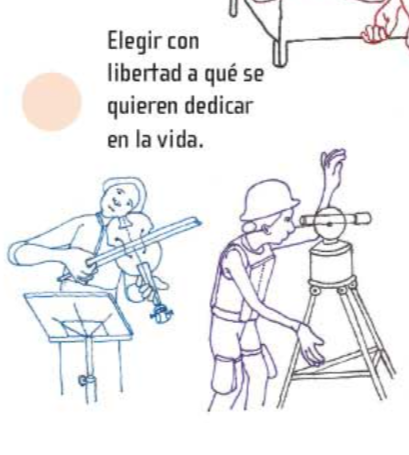 Elegir con
libertad a qué se
quieren dedicar
en la vida.